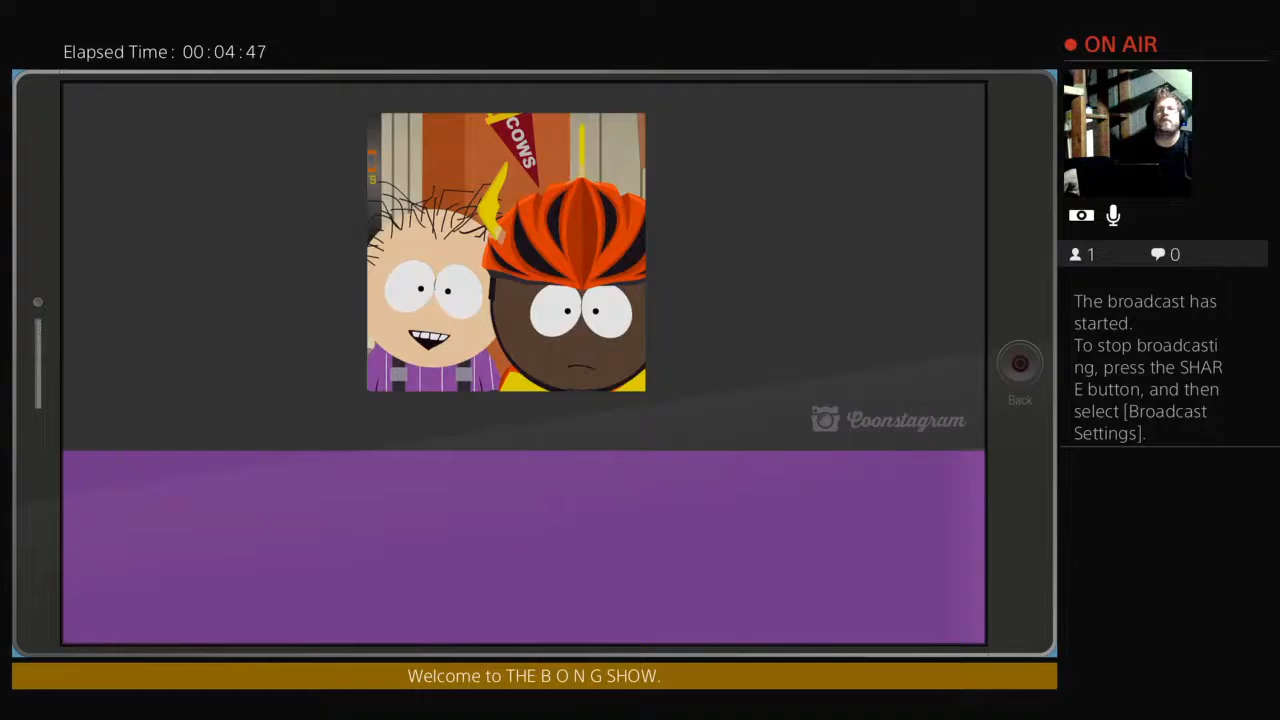 Elapsed Time: 00:04:47
ON AIR
COWS
1
0
The broadcast has
started.
To stop broadcasti
ng, press the SHAR
E button, and then
select [Broadcast
Settings].
Back
Coonstagram
Welcome to THE B O N G SHOW.